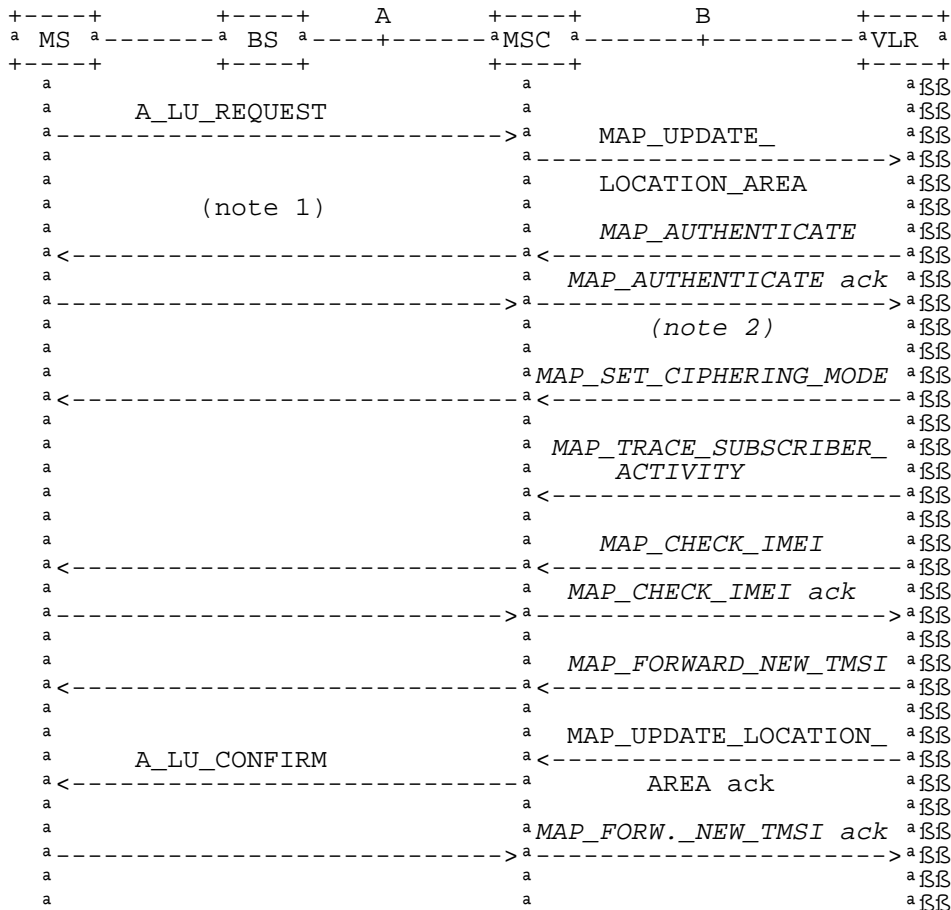 A B
MS BS MSC VLR
A_LU_REQUEST
MAP_UPDATE_
LOCATION_AREA
(note 1)
MAP_AUTHENTICATE
MAP_AUTHENTICATE ack
(note 2)
MAP_SET_CIPHERING_MODE
MAP_TRACE_SUBSCRIBER_
ACTIVITY
MAP_CHECK_IMEI
MAP_CHECK_IMEI ack
MAP_FORWARD_NEW_TMSI
MAP_UPDATE_LOCATION_
A_LU_CONFIRM
AREA ack
MAP_FORW._NEW_TMSI ack